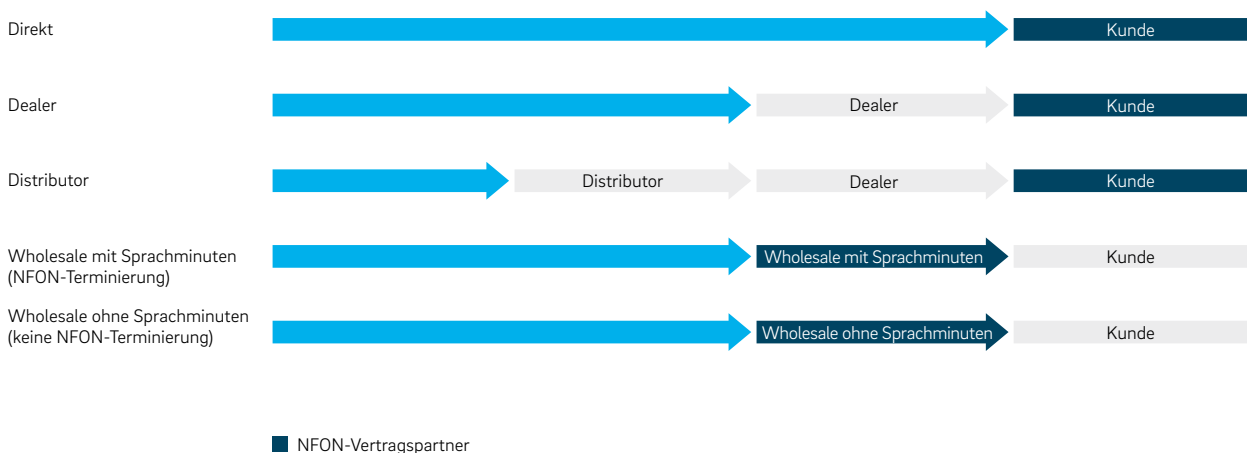 Direkt
Kunde
Dealer
Dealer
Kunde
Distributor
Distributor
Dealer
Kunde
Wholesale mit Sprachminuten
(NFON-Terminierung)
Wholesale mit Sprachminuten
Kunde
Wholesale ohne Sprachminuten
(keine NFON-Terminierung)
Wholesale ohne Sprachminuten
Kunde
NFON-Vertragspartner